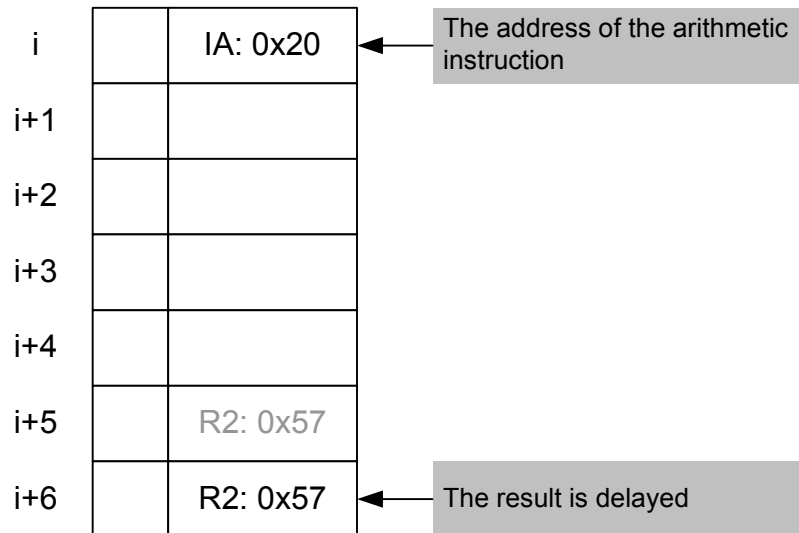 i
IA: 0x20
The address of the arithmetic
instruction
i+1
i+2
i+3
i+4
i+5
R2: 0x57
i+6
R2: 0x57
The result is delayed